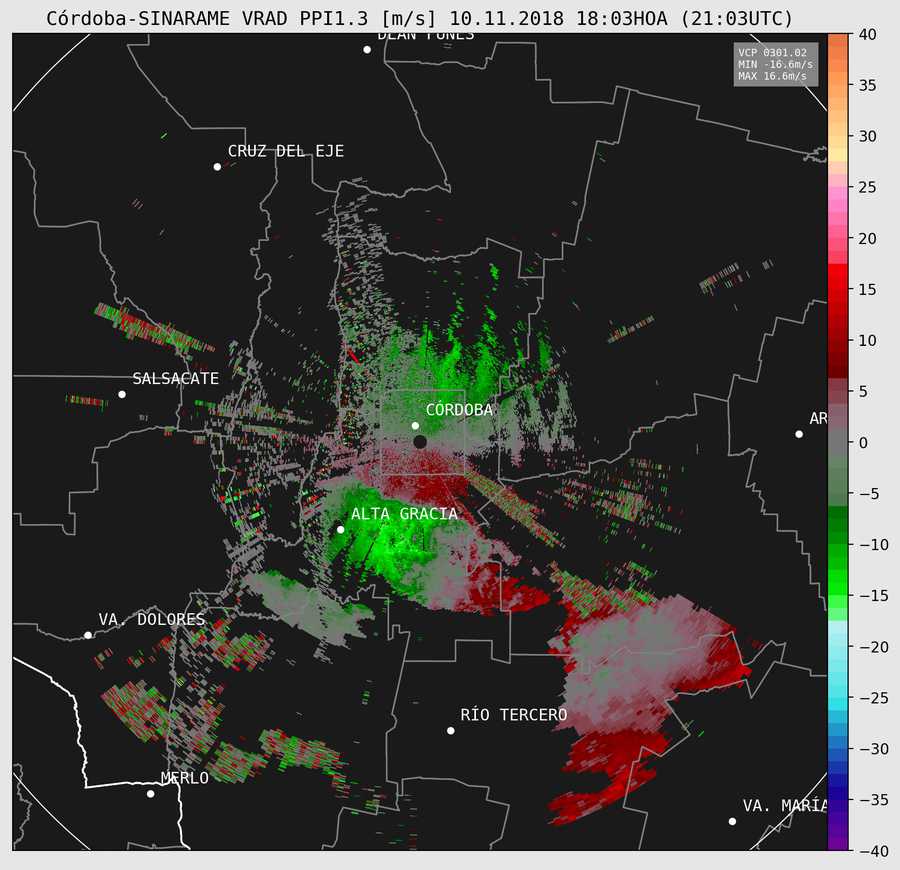 Córdoba-SINARAME VRAD PPI1.3 [m/s] 10.11.2018 18:03HOA (21:03UTC)
DEÁN FUNES
VCP 0301.02
MIN -16.6m/s
MAX 16.6m/s
CRUZ DEL EJE
SALSACATE
CÓRDOBA
AR
ALTA GRACIA
VA. DOLORES
RÍO TERCERO
MERLO
VA. MARÍA
40
35
30
25
20
15
10
5
0
−5
−10
−15
−20
−25
−30
−35
−40